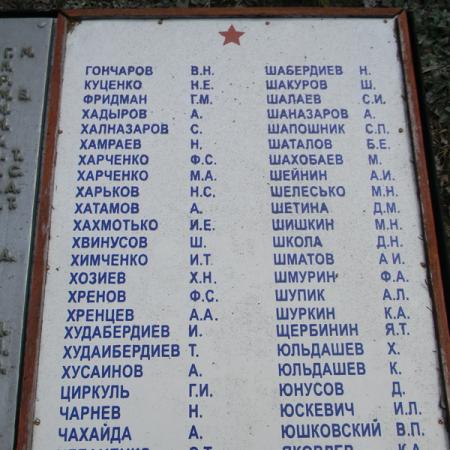 ГОНЧАРОВ В.Н.
КУЦЕНКО Н.Е.
ФРИДМАН Г.М.
ХАДЫРОВ А.
ХАЛНАЗАРОВ С.
ХАМРАЕВ Н.
ХАРЧЕНКО Ф.С.
ХАРЧЕНКО М.А.
ХАРЬКОВ Н.С.
ХАТАМОВ А.
ХАХМОТЬКО И.Е.
ХВИНУСОВ Ш.
ХИМЧЕНКО И.Т
ХОЗИЕВ Х.Н.
ХРЕНОВ Ф.С.
ХРЕНЦЕВ А.А.
ХУДАБЕРДИЕВ И.
ХУДАИБЕРДИЕВ Т.
ХУСАИНОВ А.
ЦИРКУЛЬ Г.И.
ЧАРНЕВ Н.
ЧАХАЙДА А.
ШАБЕРДИЕВ Н.
ШАКУРОВ Ш.
ШАЛАЕВ С.И.
ШАНАЗАРОВ А.
ШАПОШНИК С.П.
ШАТАЛОВ Б.Е.
ШАХОБАЕВ М.
ШЕЙНИН А.И.
ШЕЛЕСЬКО М.Н.
ШЕТИНА Д.М.
ШИШКИН М.Н.
ШКОЛА Д.Н.
ШМАТОВ А И.
ШМУРИН Ф.А.
ШУПИК А.Л.
ШУРКИН К.А.
ЩЕРБИНИН Я.Т.
ЮЛЬДАШЕВ Х.
ЮЛЬДАШЕВ К.
ЮНУСОВ Д.
ЮСКЕВИЧ И.Л.
ЮШКОВСКИЙ В.П.
ЯКОВЛЕВ К.А.